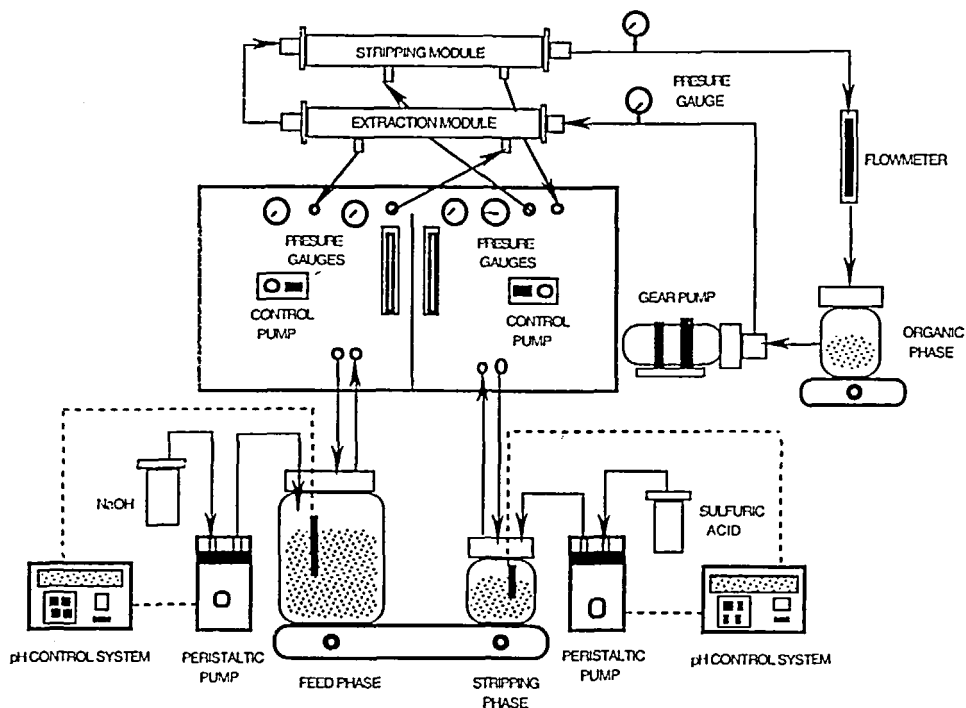 STRIPPING MODULE
PRESURE
GAUGE
EXTRACTION MODULE
FLOWMETER
PRESURE
GAUGES
PRESURE
GAUGES
CONTROL
PUMP
CONTROL
PUMP
GEAR PUMP
ORGANIC
PHASE
NaOH
SULFURIC
ACID
pH CONTROL SYSTEM
PERISTALTIC
PUMP
FEED PHASE
STRIPPING
PHASE
PERISTALTIC
PUMP
pH CONTROL SYSTEM